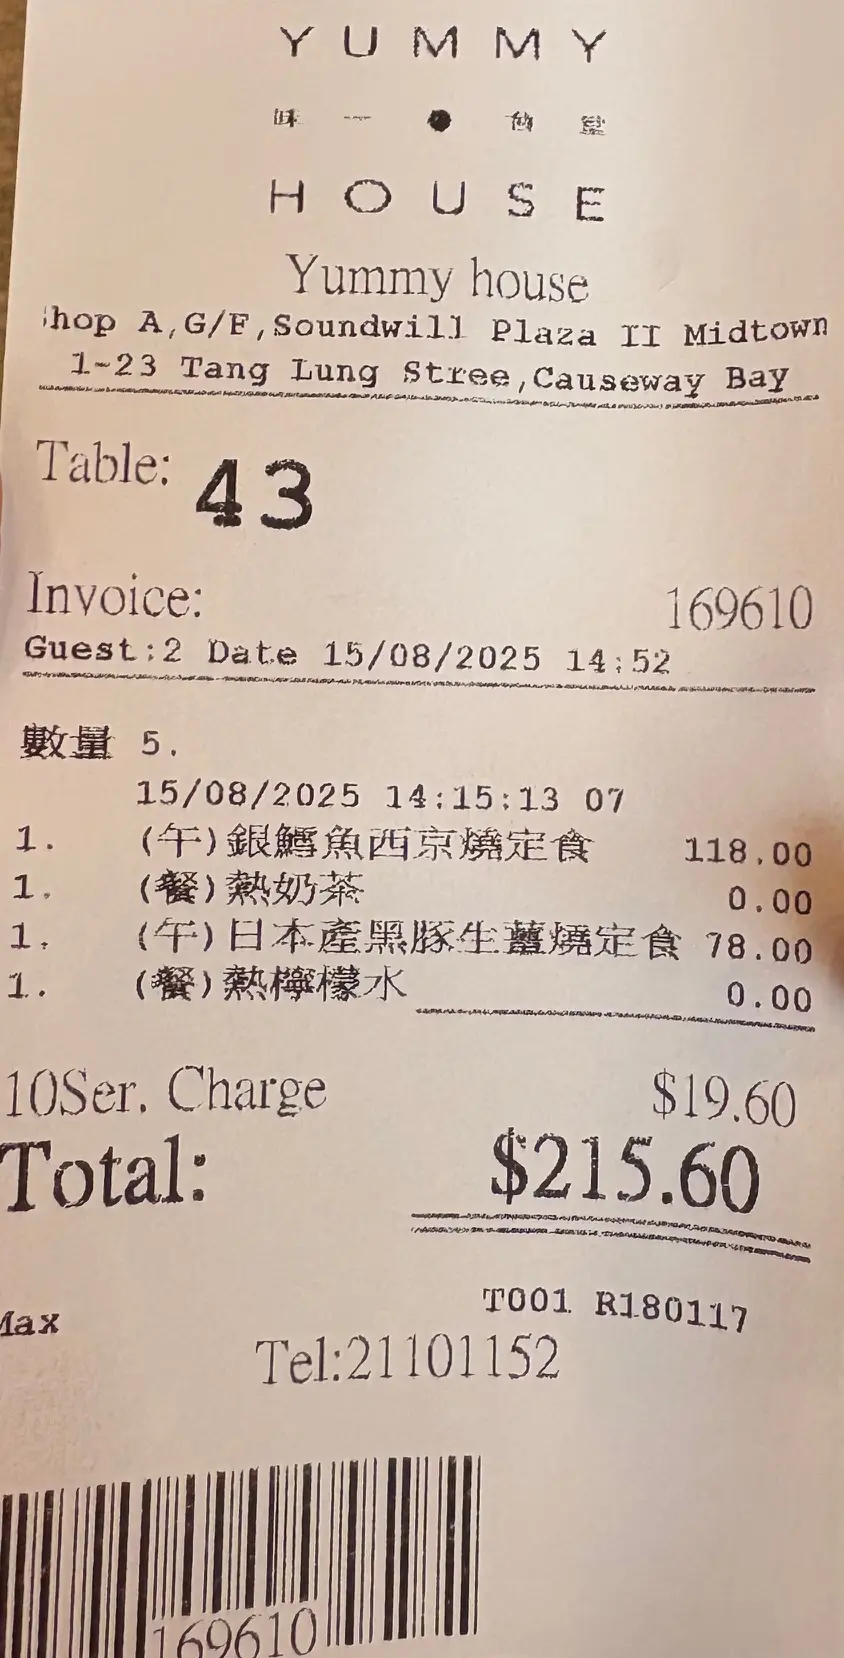 YUMMY
味 一
HOUSE
Yummy house
hop A,G/F,Soundwill Plaza II Midtown
1-23 Tang Lung Stree,Causeway Bay
Table: 43
Invoice: 169610
Guest:2 Date 15/08/2025 14:52
數量 5.
15/08/2025 14:15:13 07
1. (午)銀鱈魚西京燒定食 118.00
1. (餐)熱奶茶 0.00
1. (午)日本產黑豚生薑燒定食 78.00
1. (餐)熱檸檬水 0.00
10Ser. Charge $19.60
Total: $215.60
T001 R180117
Max
Tel:21101152
169610